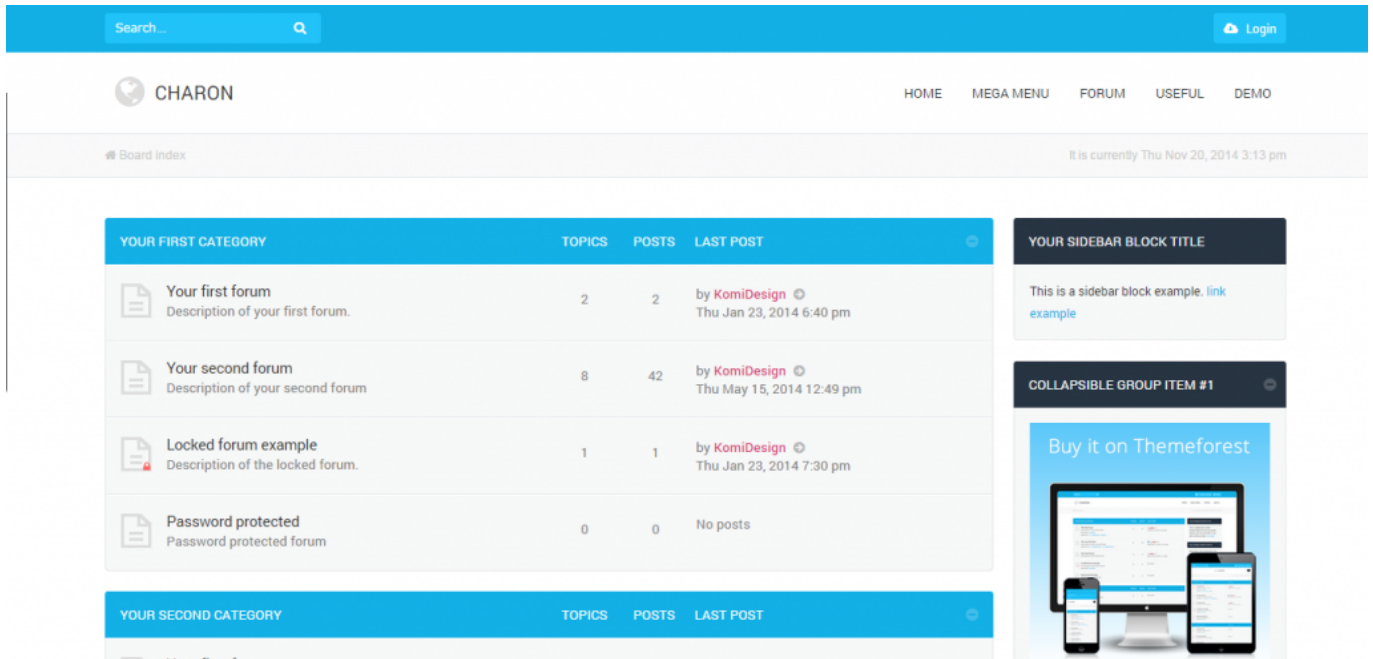 Search...
Login
CHARON
HOME MEGA MENU FORUM USEFUL DEMO
Board index
It is currently Thu Nov 20, 2014 3:13 pm
YOUR FIRST CATEGORY TOPICS POSTS LAST POST
Your first forum
Description of your first forum.
2 2
by KomiDesign
Thu Jan 23, 2014 6:40 pm
Your second forum
Description of your second forum
8 42
by KomiDesign
Thu May 15, 2014 12:49 pm
Locked forum example
Description of the locked forum.
1 1
by KomiDesign
Thu Jan 23, 2014 7:30 pm
Password protected
Password protected forum
0 0
No posts
YOUR SECOND CATEGORY TOPICS POSTS LAST POST
YOUR SIDEBAR BLOCK TITLE
This is a sidebar block example. link
example
COLLAPSIBLE GROUP ITEM #1
Buy it on Themeforest